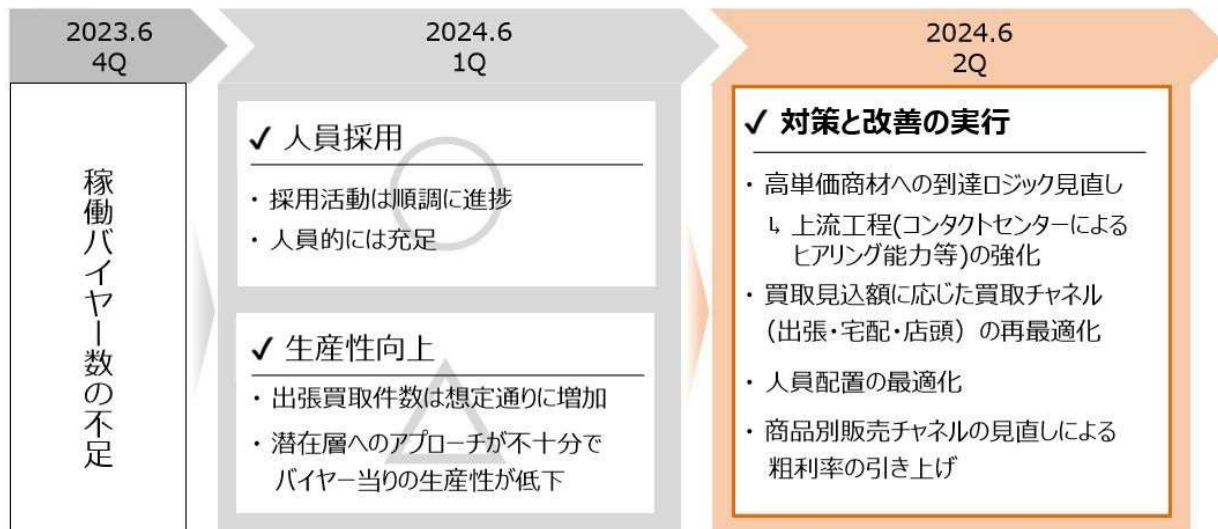 2023.6
4Q
稼働バイヤー数の不足
2024.6
1Q
✓ 人員採用
・採用活動は順調に進捗
・人員的には充足
✓ 生産性向上
・出張買取件数は想定通りに増加
・潜在層へのアプローチが不十分で
バイヤー当りの生産性が低下
2024.6
2Q
✓ 対策と改善の実行
・高単価商材への到達ロジック見直し
↳ 上流工程(コンタクトセンターによる
ヒアリング能力等)の強化
・買取見込額に応じた買取チャネル
(出張・宅配・店頭) の再最適化
・人員配置の最適化
・商品別販売チャネルの見直しによる
粗利率の引き上げ